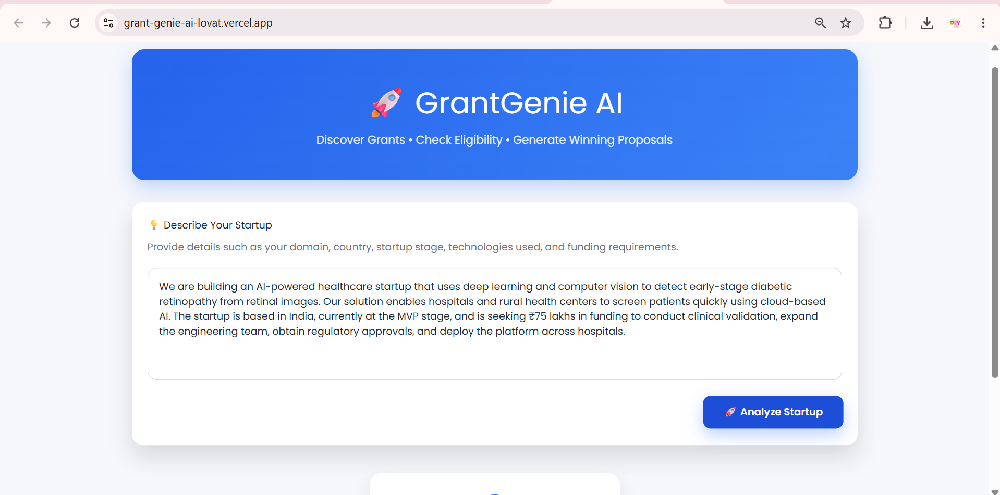 grant-genie-ai-lovat.vercel.app
DIY
🚀 GrantGenie AI
Discover Grants • Check Eligibility • Generate Winning Proposals
💡 Describe Your Startup
Provide details such as your domain, country, startup stage, technologies used, and funding requirements.
We are building an AI-powered healthcare startup that uses deep learning and computer vision to detect early-stage diabetic
retinopathy from retinal images. Our solution enables hospitals and rural health centers to screen patients quickly using cloud-based
AI. The startup is based in India, currently at the MVP stage, and is seeking ₹75 lakhs in funding to conduct clinical validation, expand
the engineering team, obtain regulatory approvals, and deploy the platform across hospitals.
🚀 Analyze Startup